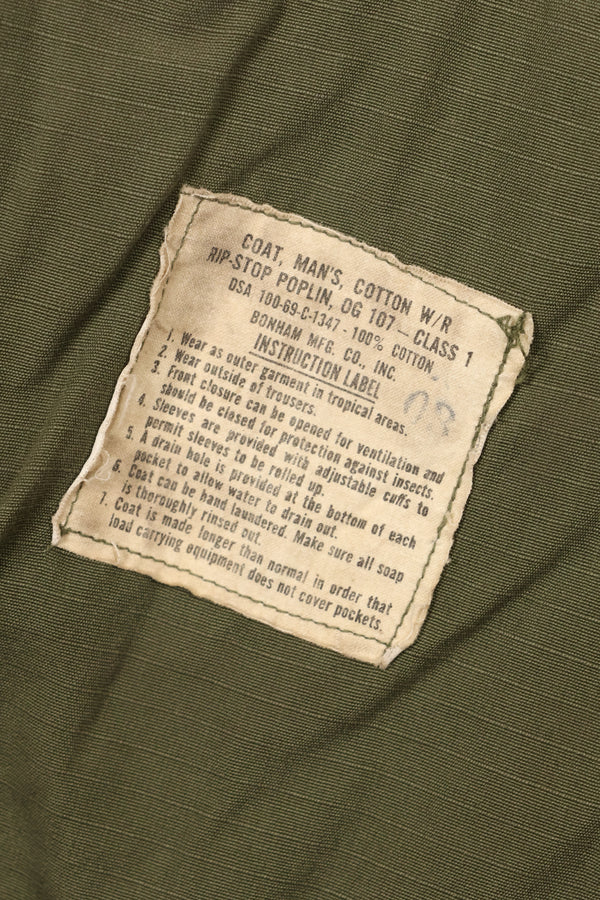 COAT, MAN'S, COTTON W/R
RIP-STOP POPLIN, OG 107 — CLASS 1
DSA 100-69-C-1347 - 100% COTTON
BONHAM MFG. CO., INC.
INSTRUCTION LABEL
1. Wear as outer garment in tropical areas.
2. Wear outside of trousers.
3. Front closure can be opened for ventilation and
should be closed for protection against insects.
4. Sleeves are provided with adjustable cuffs to
permit sleeves to be rolled up.
5. A drain hole is provided at the bottom of each
pocket to allow water to drain out.
6. Coat can be hand laundered. Make sure all soap
is thoroughly rinsed out.
7. Coat is made longer than normal in order that
load carrying equipment does not cover pockets.